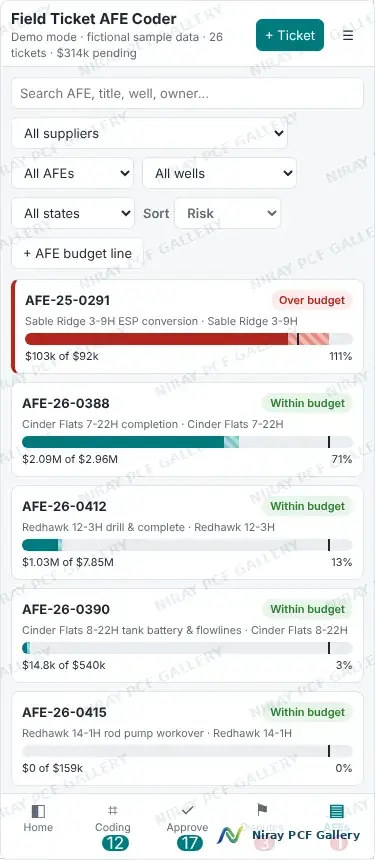 Field Ticket AFE Coder
Demo mode · fictional sample data · 26
tickets · $314k pending
+ Ticket
Search AFE, title, well, owner...
All suppliers
All AFEs
All wells
All states
Sort
Risk
+ AFE budget line
AFE-25-0291
Over budget
Sable Ridge 3-9H ESP conversion · Sable Ridge 3-9H
$103k of $92k
111%
AFE-26-0388
Within budget
Cinder Flats 7-22H completion · Cinder Flats 7-22H
$2.09M of $2.96M
71%
AFE-26-0412
Within budget
Redhawk 12-3H drill & complete · Redhawk 12-3H
$1.03M of $7.85M
13%
AFE-26-0390
Within budget
Cinder Flats 8-22H tank battery & flowlines · Cinder Flats 8-22H
$14.8k of $540k
3%
AFE-26-0415
Within budget
Redhawk 14-1H rod pump workover · Redhawk 14-1H
$0 of $159k
0%
Home
Coding
12
Approve
17
Niray PCF Gallery
NIRAY PCF GALLERY